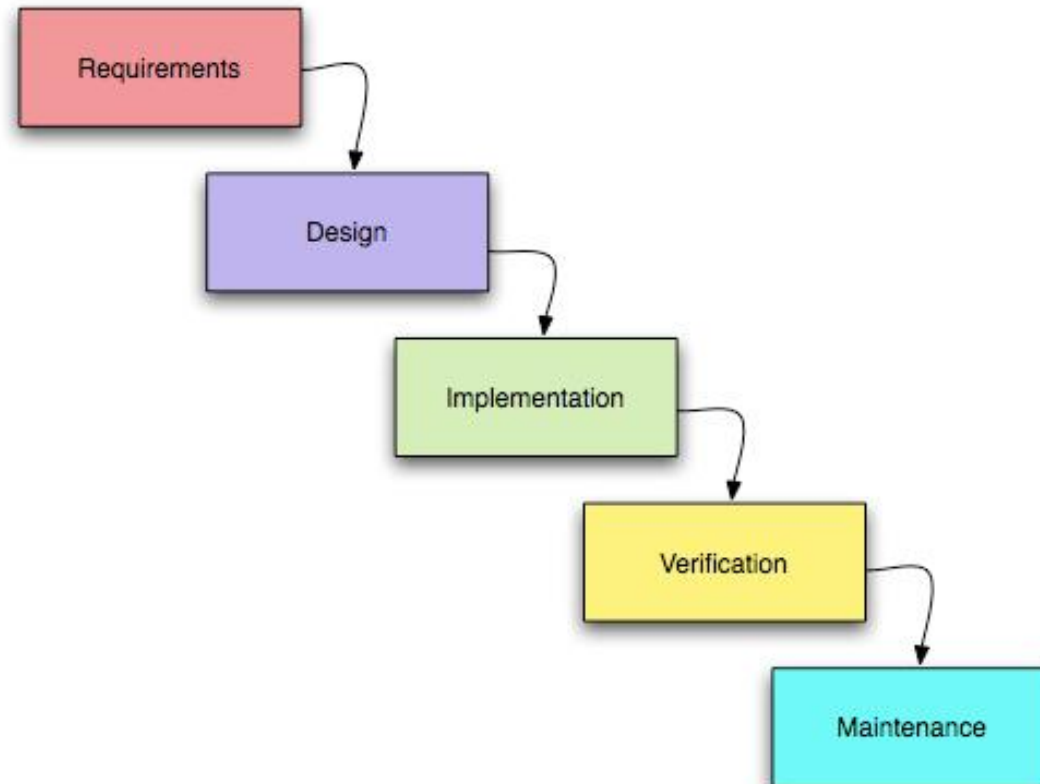 Requirements
Design
Implementation
Verification
Maintenance